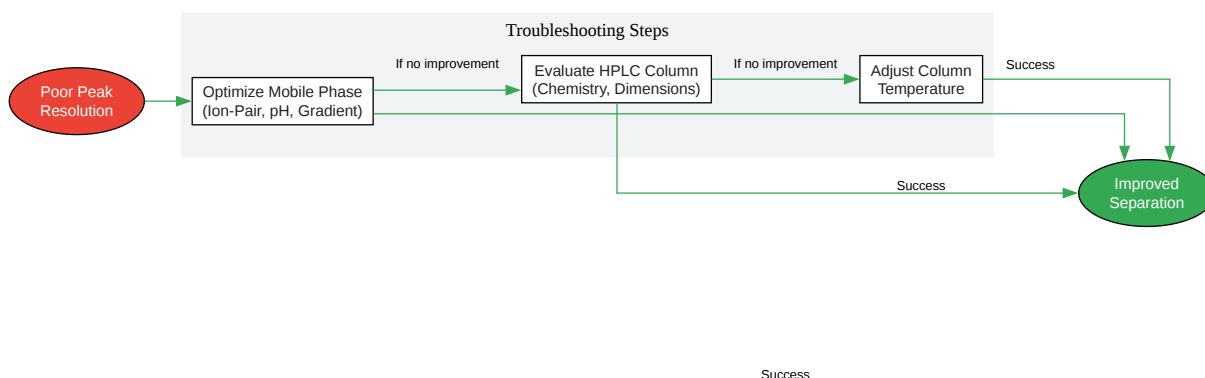 Troubleshooting Steps
Poor Peak
Resolution
Optimize Mobile Phase
(Ion-Pair, pH, Gradient)
If no improvement
Evaluate HPLC Column
(Chemistry, Dimensions)
If no improvement
Adjust Column
Temperature
Success
Success
Improved
Separation
Success